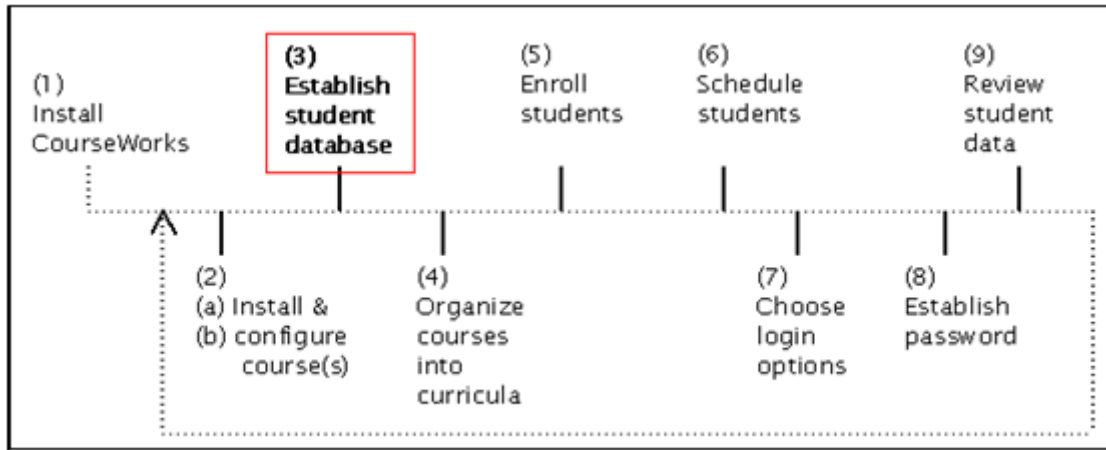 (1)
Install
CourseWorks
(2)
(a) Install &
(b) configure
course(s)
(3)
Establish
student
database
(4)
Organize
courses
into
curricula
(5)
Enroll
students
(6)
Schedule
students
(7)
Choose
login
options
(8)
Establish
password
(9)
Review
student
data